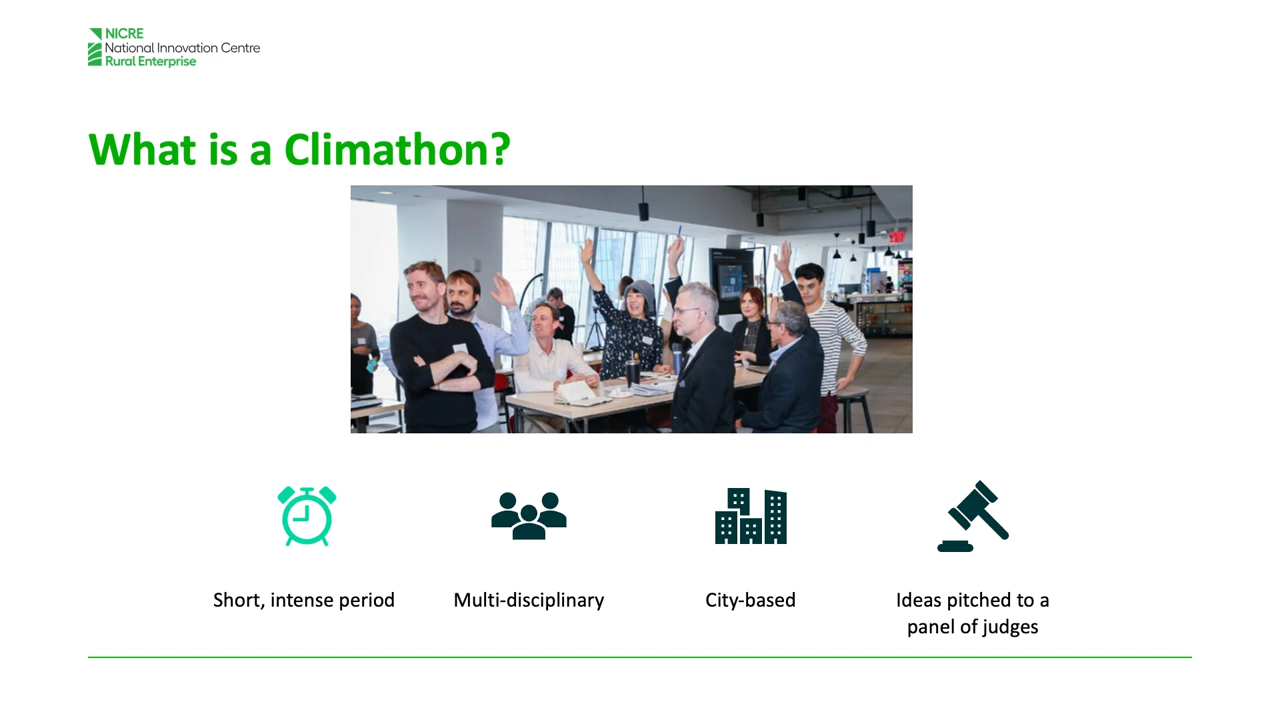 NICRE
National Innovation Centre
Rural Enterprise
What is a Climathon?
Short, intense period
Multi-disciplinary
City-based
Ideas pitched to a
panel of judges